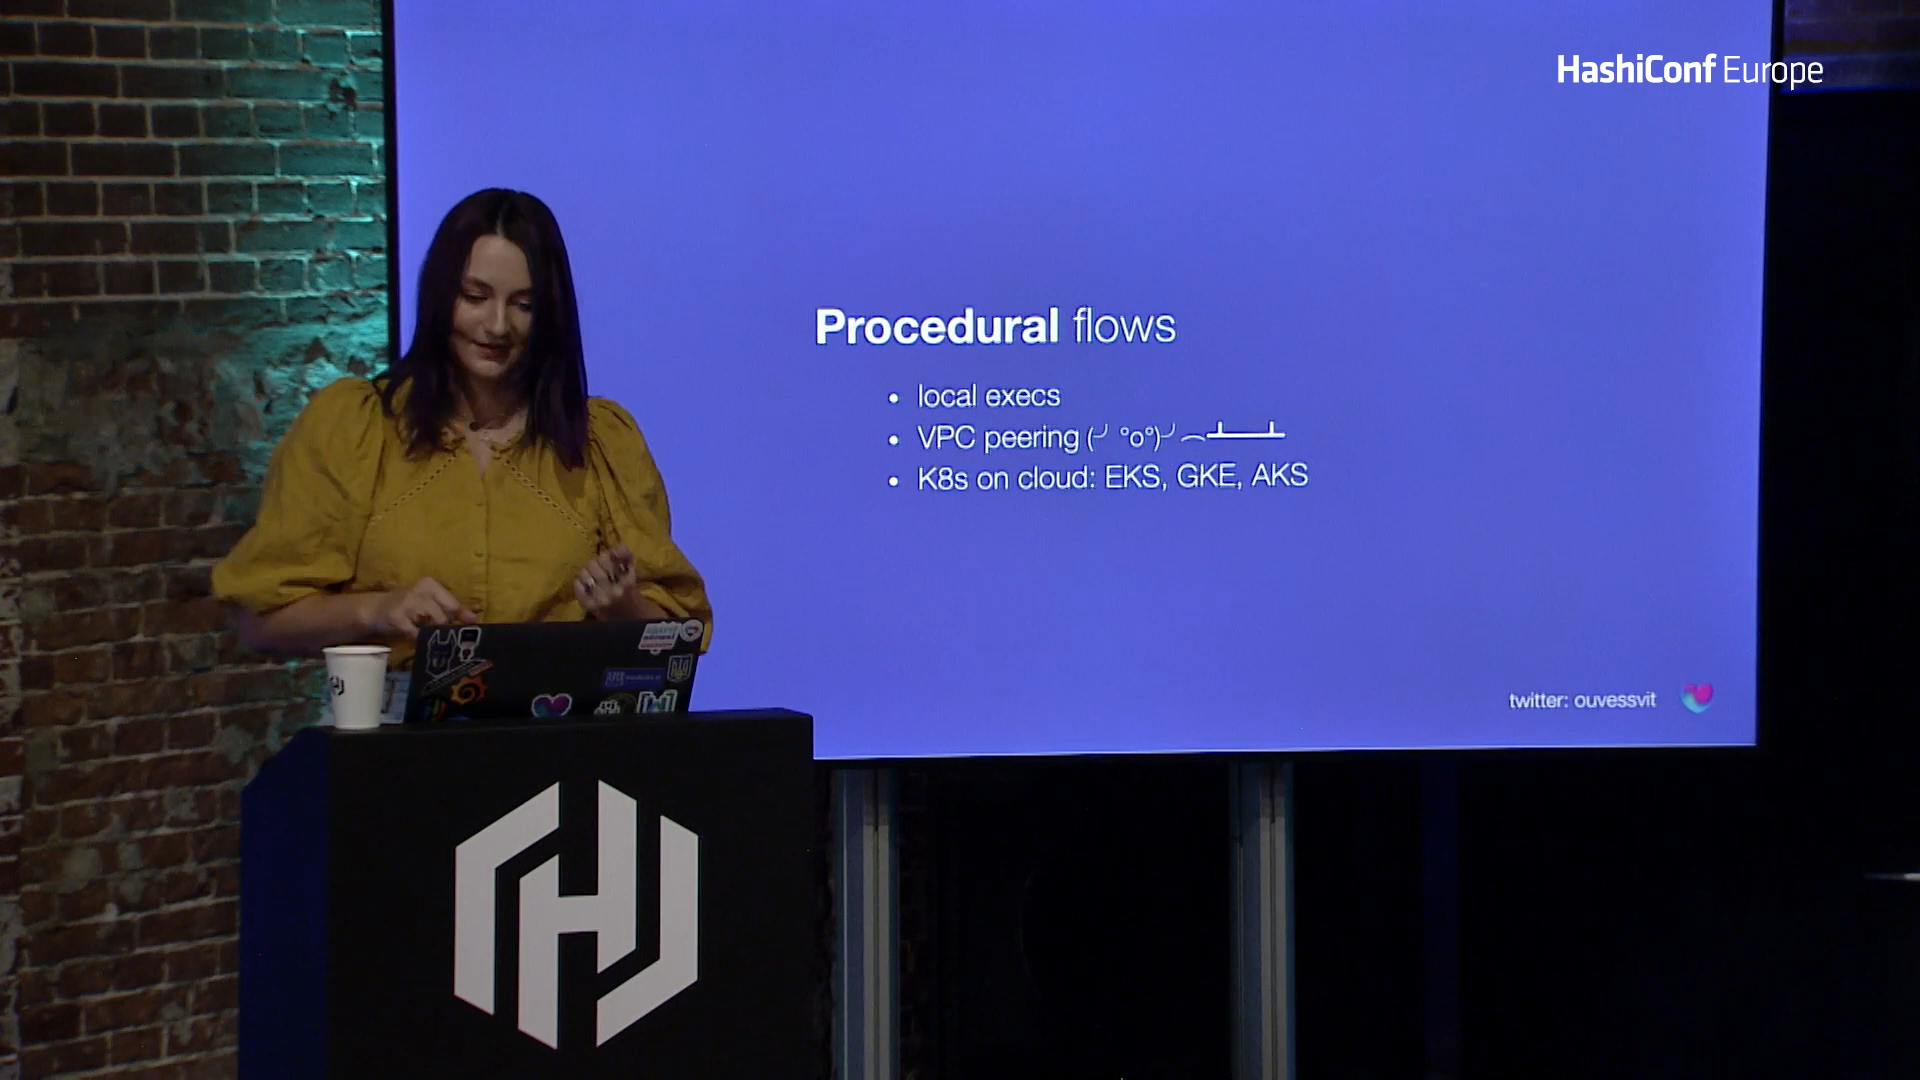 HashiConf Europe
Procedural flows
• local execs
• VPC peering (╯°o°)╯︵┻━┻
• K8s on cloud: EKS, GKE, AKS
twitter: ouvessvit